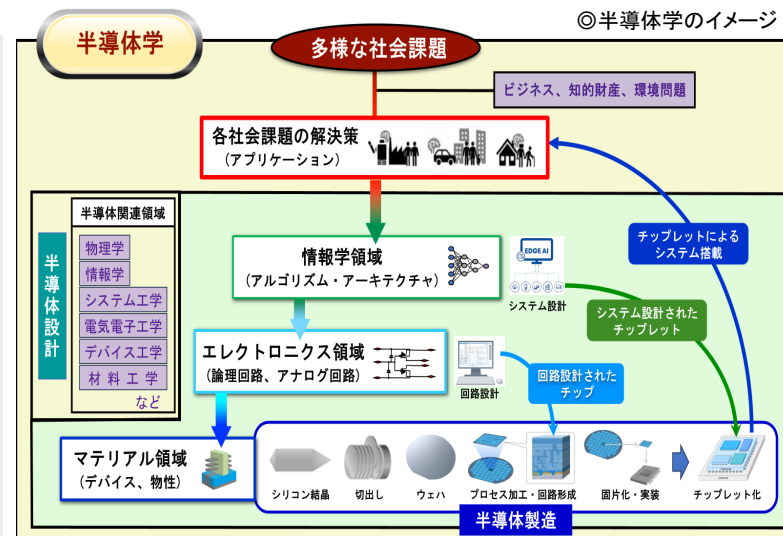 ◎半導体学のイメージ
半導体学
多様な社会課題
ビジネス、知的財産、環境問題
各社会課題の解決策
（アプリケーション）
半導体設計
半導体関連領域
物理学
情報学
システム工学
電気電子工学
デバイス工学
材料工学
など
情報学領域
（アルゴリズム・アーキテクチャ）
EDGE AI
システム設計
チップレットによる
システム搭載
システム設計された
チップレット
エレクトロニクス領域
（論理回路、アナログ回路）
回路設計
回路設計された
チップ
マテリアル領域
（デバイス、物性）
シリコン結晶
切出し
ウェハ
プロセス加工・回路形成
固片化・実装
チップレット化
半導体製造